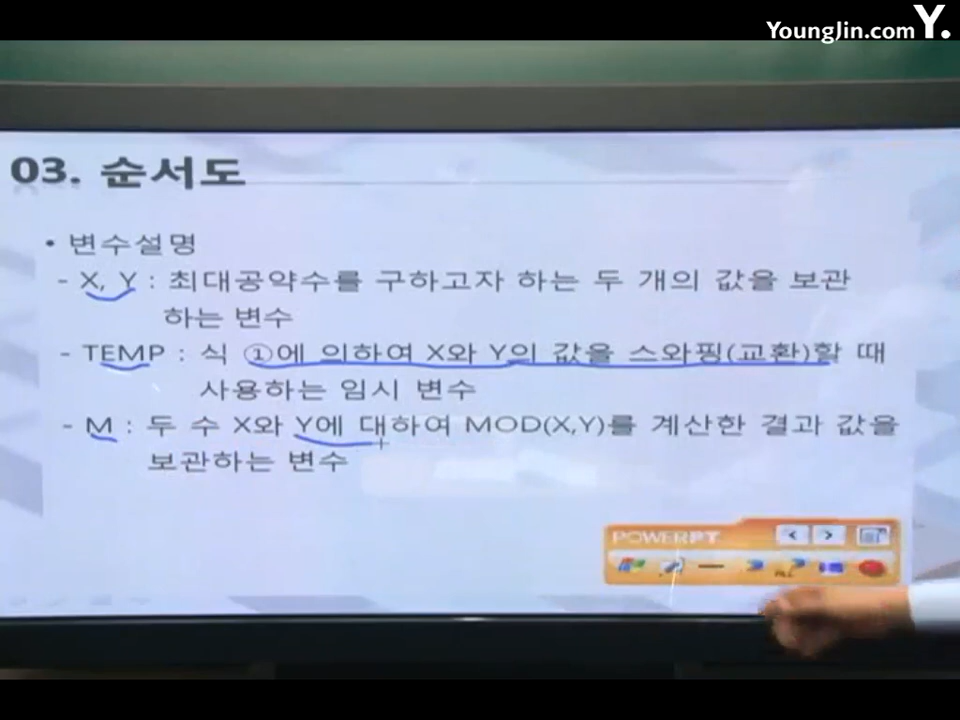 YoungJin.com Y.
03. 순서도
• 변수설명
- X, Y : 최대공약수를 구하고자 하는 두 개의 값을 보관
하는 변수
- TEMP : 식 ①에 의하여 X와 Y의 값을 스와핑(교환)할 때
사용하는 임시 변수
- M : 두 수 X와 Y에 대하여 MOD(X,Y)를 계산한 결과 값을
보관하는 변수
POWERPT